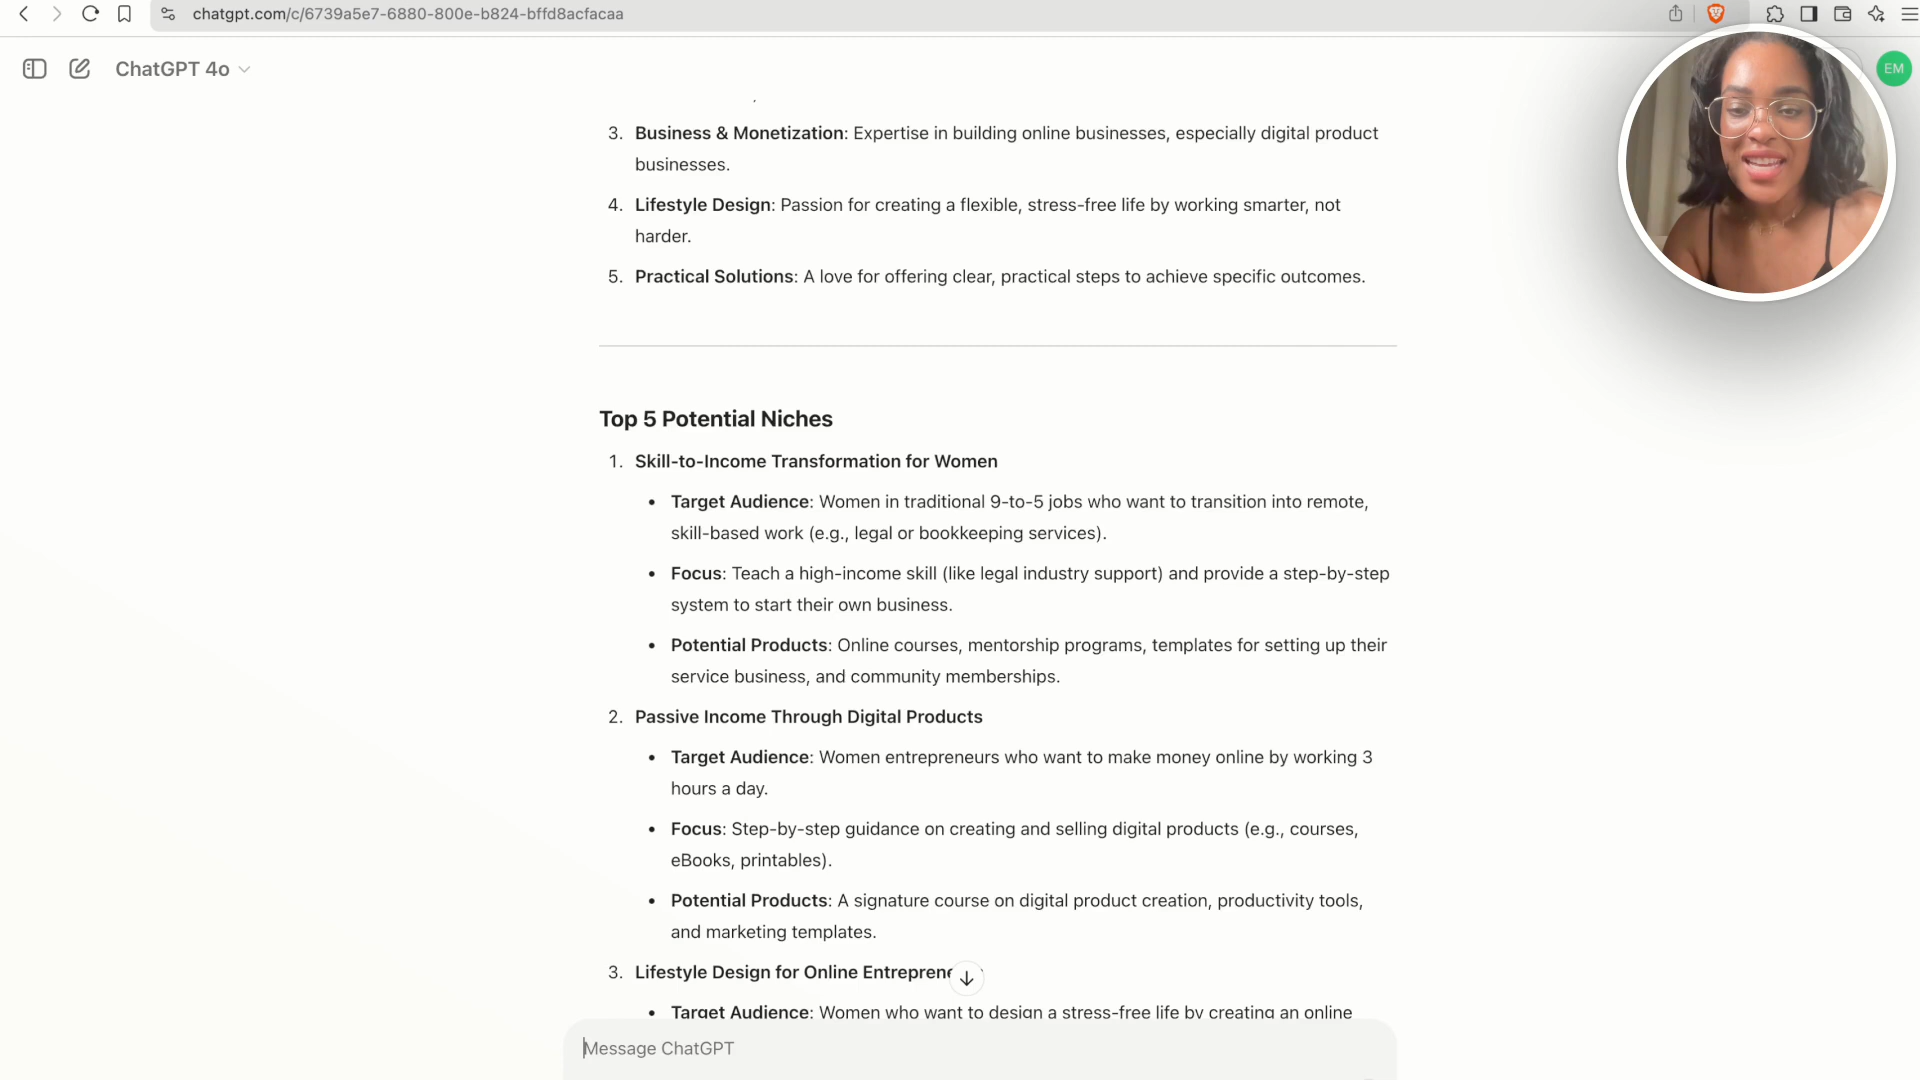 chatgpt.com/c/6739a5e7-6880-800e-b824-bffd8acfacaa
ChatGPT 4o
EM
3. Business & Monetization: Expertise in building online businesses, especially digital product
businesses.
4. Lifestyle Design: Passion for creating a flexible, stress-free life by working smarter, not
harder.
5. Practical Solutions: A love for offering clear, practical steps to achieve specific outcomes.
Top 5 Potential Niches
1. Skill-to-Income Transformation for Women
• Target Audience: Women in traditional 9-to-5 jobs who want to transition into remote,
skill-based work (e.g., legal or bookkeeping services).
• Focus: Teach a high-income skill (like legal industry support) and provide a step-by-step
system to start their own business.
• Potential Products: Online courses, mentorship programs, templates for setting up their
service business, and community memberships.
2. Passive Income Through Digital Products
• Target Audience: Women entrepreneurs who want to make money online by working 3
hours a day.
• Focus: Step-by-step guidance on creating and selling digital products (e.g., courses,
eBooks, printables).
• Potential Products: A signature course on digital product creation, productivity tools,
and marketing templates.
3. Lifestyle Design for Online
• Target Audience: Women who want to design a stress-free life by creating an online
Message ChatGPT